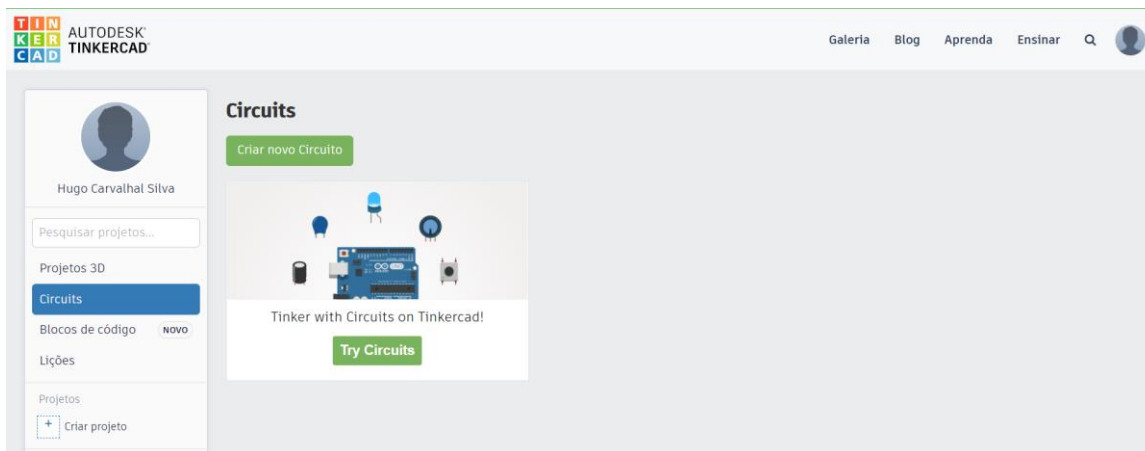 TIN
KER
CAD
AUTODESK®
TINKERCAD®
Galeria Blog Aprenda Ensinar
Hugo Carvalhal Silva
Pesquisar projetos...
Projetos 3D
Circuits
Blocos de código NOVO
Lições
Projetos
+ Criar projeto
Circuits
Criar novo Circuito
Tinker with Circuits on Tinkercad!
Try Circuits